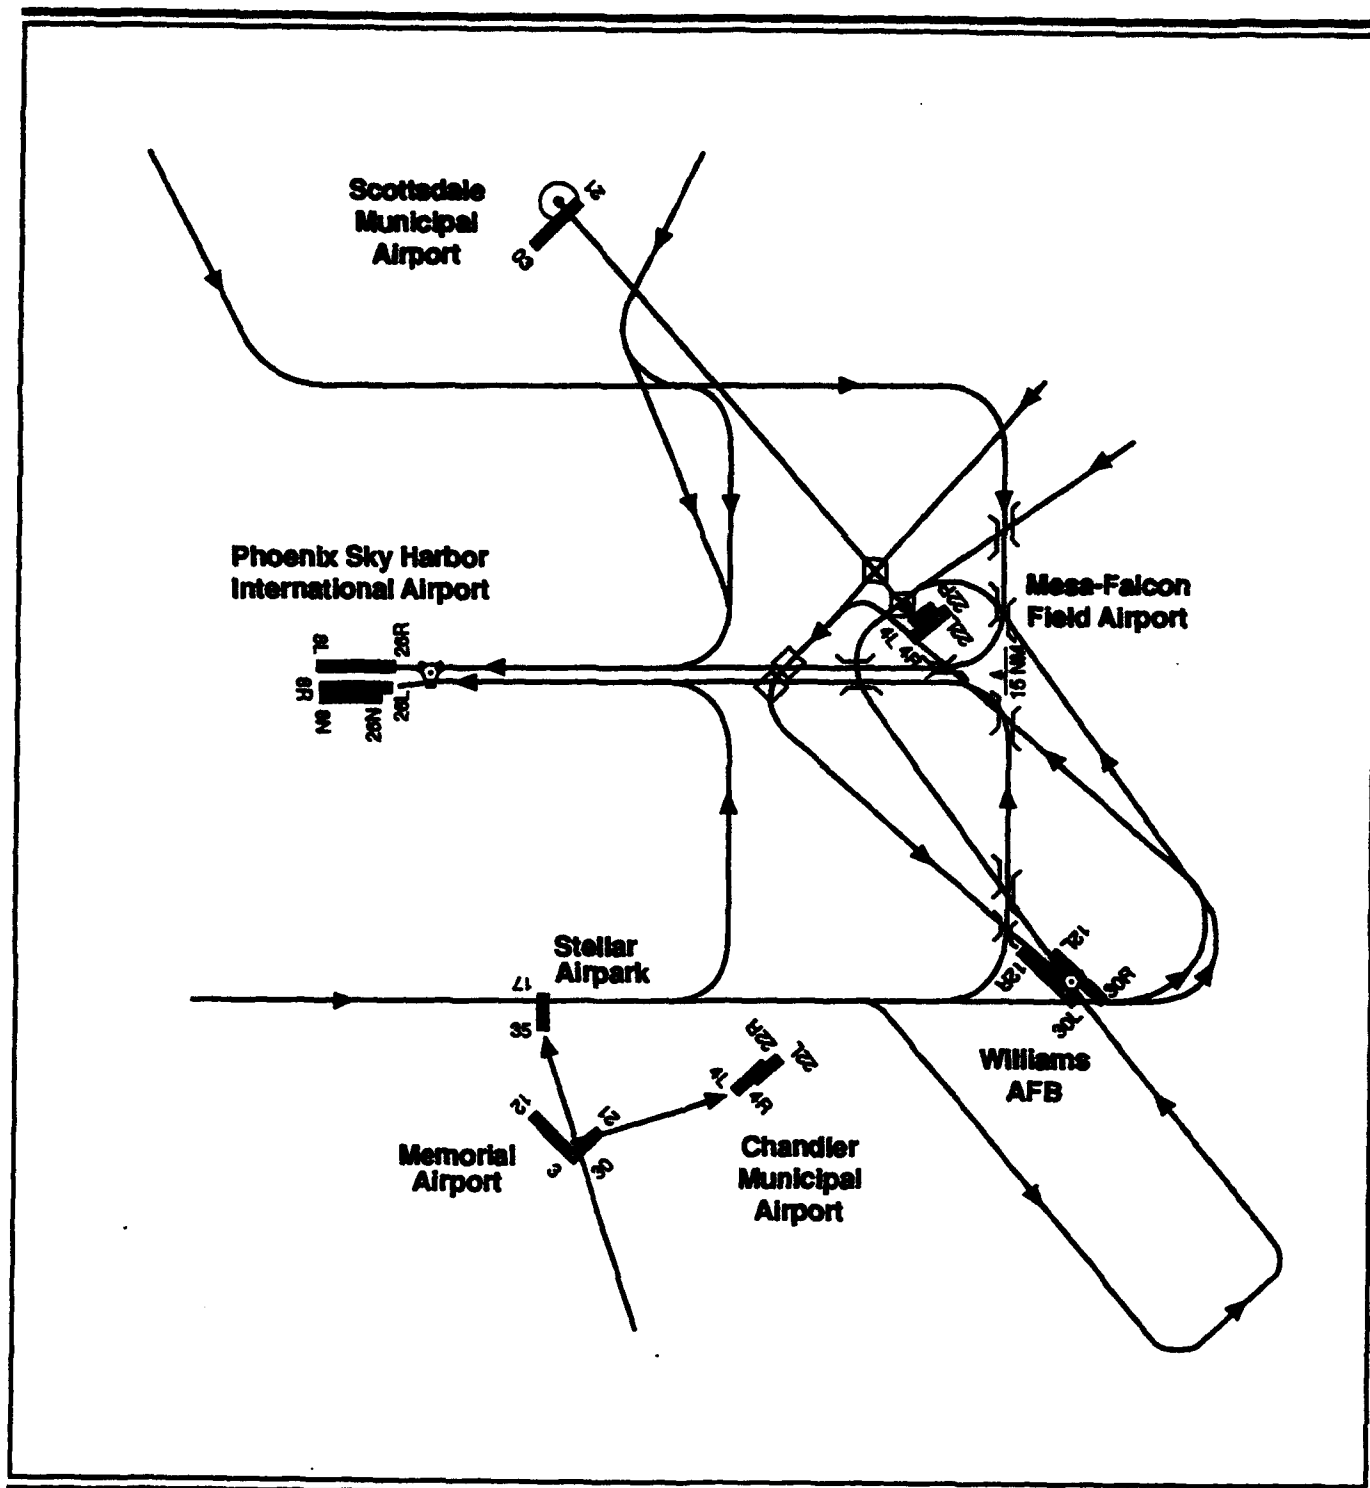 Scottsdale
Municipal
Airport
21
03
Phoenix Sky Harbor
International Airport
8L
26R
8R
26L
8N
26N
Mesa-Falcon
Field Airport
22R
22L
4L
4R
15 NM
Stellar
Airpark
17
35
12L
12R
30R
30L
Williams
AFB
22R
22L
4L
4R
Chandler
Municipal
Airport
12
21
3
30
Memorial
Airport